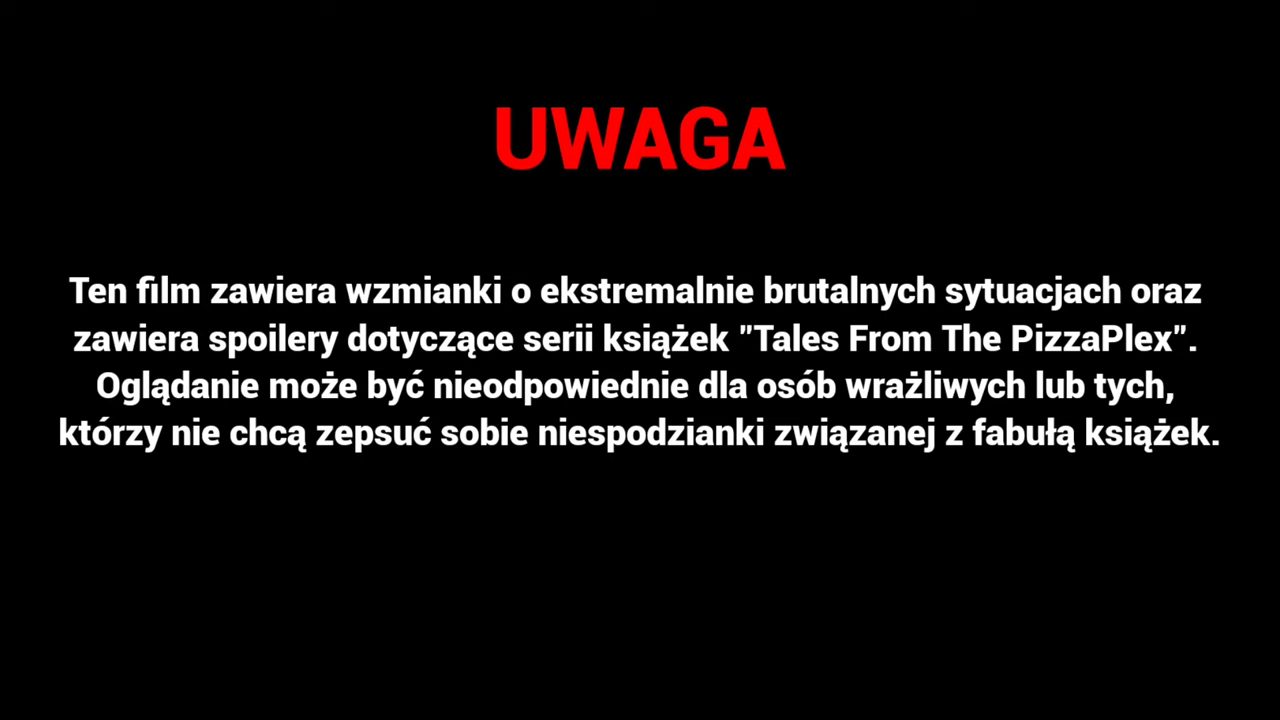 UWAGA
Ten film zawiera wzmianki o ekstremalnie brutalnych sytuacjach oraz
zawiera spoilery dotyczące serii książek "Tales From The PizzaPlex".
Oglądanie może być nieodpowiednie dla osób wrażliwych lub tych,
którzy nie chcą zepsuć sobie niespodzianki związanej z fabułą książek.